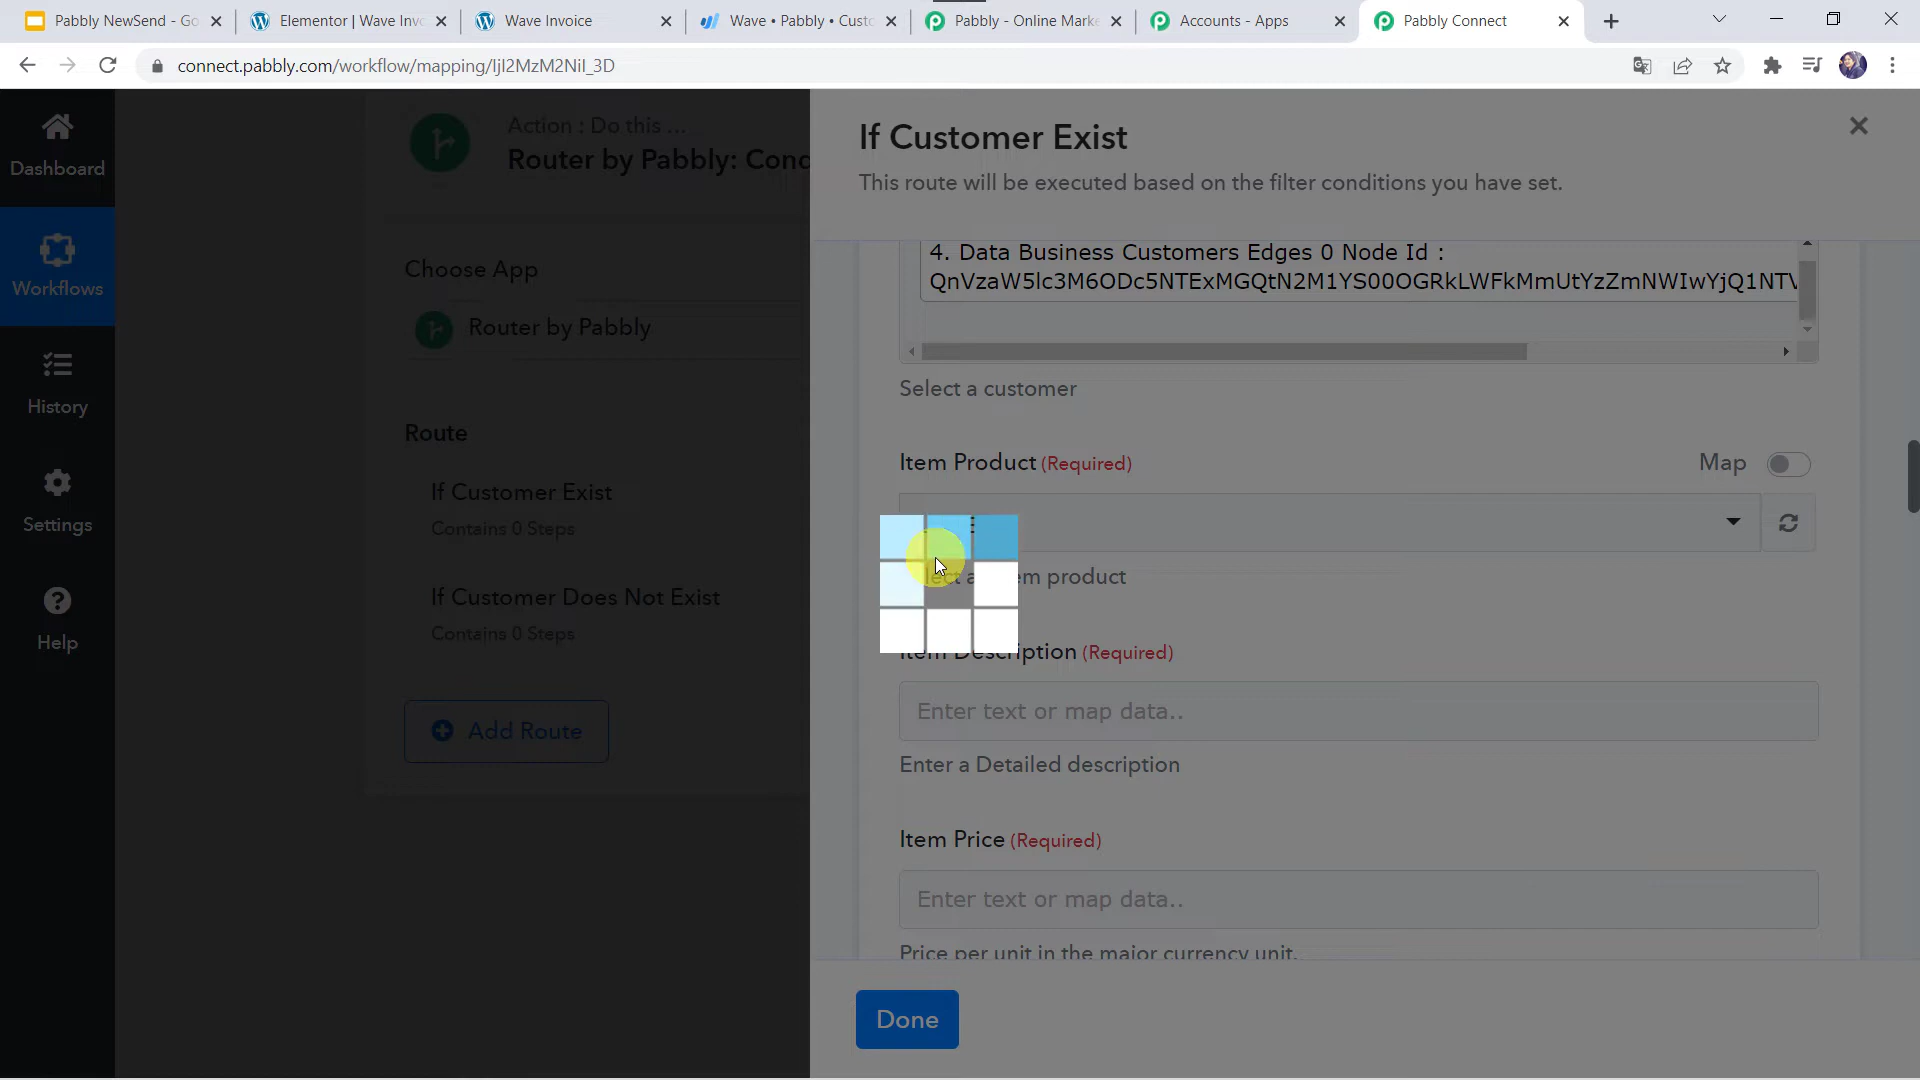 Pabbly NewSend - Go
Elementor | Wave Invo
Wave Invoice
Wave • Pabbly • Custo
Pabbly - Online Marke
Accounts - Apps
Pabbly Connect
connect.pabbly.com/workflow/mapping/IjI2MzM2NiI_3D
Dashboard
Workflows
History
Settings
Help
Action : Do this ...
Router by Pabbly: Cond
Choose App
Router by Pabbly
Route
If Customer Exist
Contains 0 Steps
If Customer Does Not Exist
Contains 0 Steps
Add Route
If Customer Exist
This route will be executed based on the filter conditions you have set.
4. Data Business Customers Edges 0 Node Id :
QnVzaW5lc3M6ODc5NTExMGQtN2M1YS00OGRkLWFkMmUtYzZmNWIwYjQ1NTV
Select a customer
Item Product (Required)
Map
lect a em product
Item Description (Required)
Enter text or map data..
Enter a Detailed description
Item Price (Required)
Enter text or map data..
Price per unit in the major currency unit.
Done